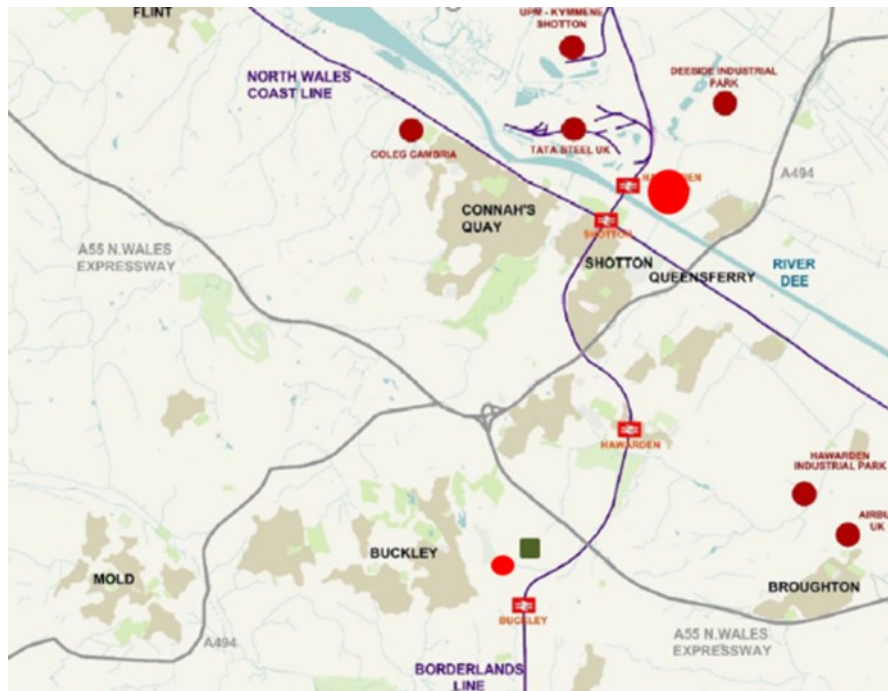 FLINT
UPM - KYMMENE
SHOTTON
NORTH WALES
COAST LINE
DEESIDE INDUSTRIAL
PARK
COLEG CAMBRIA
TATA STEEL UK
A494
CONNAH'S
QUAY
SHOTTON
A55 N.WALES
EXPRESSWAY
SHOTTON
QUEENSFERRY
RIVER
DEE
HAWARDEN
HAWARDEN
INDUSTRIAL PARK
UK
BUCKLEY
MOLD
BROUGHTON
BUCKLEY
A494
A55 N.WALES
EXPRESSWAY
BORDERLANDS
LINE